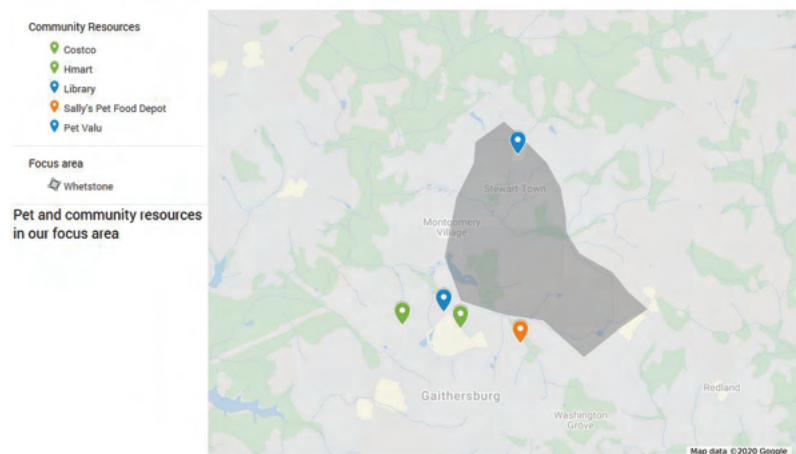 Community Resources
Costco
Hmart
Library
Sally's Pet Food Depot
Pet Valu
Focus area
Whetstone
Pet and community resources
in our focus area
Stewart Town
Montgomery
Village
Gaithersburg
Redland
Washington
Grove
Map data ©2020 Google